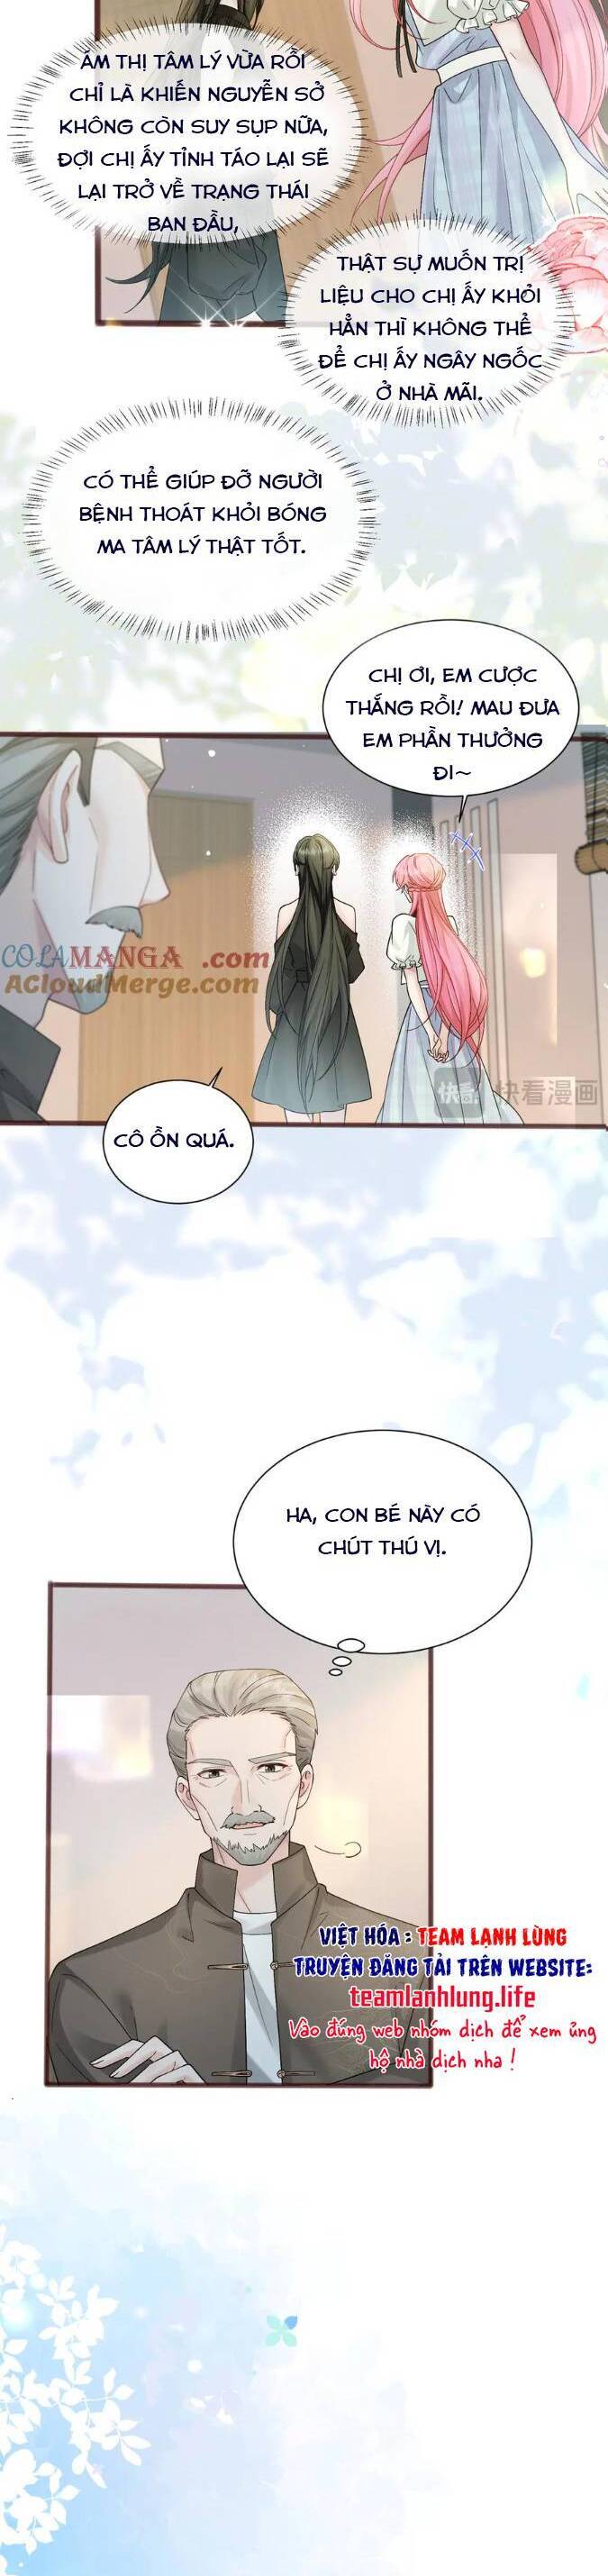 ÁM THỊ TÂM LÝ VỪA RỒI
CHỈ LÀ KHIẾN NGUYỄN SỞ
KHÔNG CÒN SUY SỤP NỮA,
ĐỢI CHỊ ẤY TỈNH TÁO LẠI SẼ
LẠI TRỞ VỀ TRẠNG THÁI
BAN ĐẦU,
THẬT SỰ MUỐN TRỊ
LIỆU CHO CHỊ ẤY KHỎI
HẲN THÌ KHÔNG THỂ
ĐỂ CHỊ ẤY NGÂY NGỐC
Ở NHÀ MÃI.
CÓ THỂ GIÚP ĐỠ NGƯỜI
BỆNH THOÁT KHỎI BÓNG
MA TÂM LÝ THẬT TỐT.
CHỊ ƠI, EM CƯỢC
THẮNG RỒI! MAU ĐƯA
EM PHẦN THƯỞNG
ĐI~
COLAMANGA.com
AcloudMerge.com
快看! 快看漫画
CÔ ỒN QUÁ.
HA, CON BÉ NÀY CÓ
CHÚT THÚ VỊ.
VIỆT HÓA : TEAM LẠNH LÙNG
TRUYỆN ĐĂNG TẢI TRÊN WEBSITE:
teamlanhlung.life
Vào đúng web nhóm dịch để xem ủng
hộ nhà dịch nha !